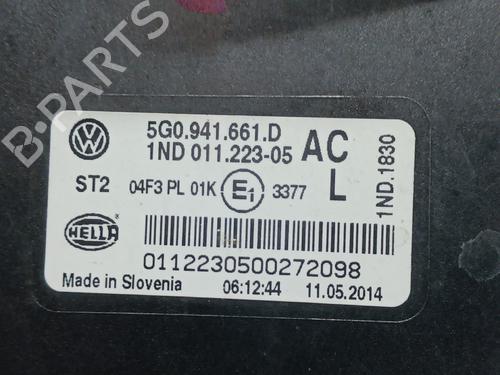 B-PARTS
5G0.941.661.D AC
1ND 011.223-05
ST2 04F3 PL 01K E1 3377 L
1ND.1830
HELLA
0112230500272098
Made in Slovenia 06:12:44 11.05.2014